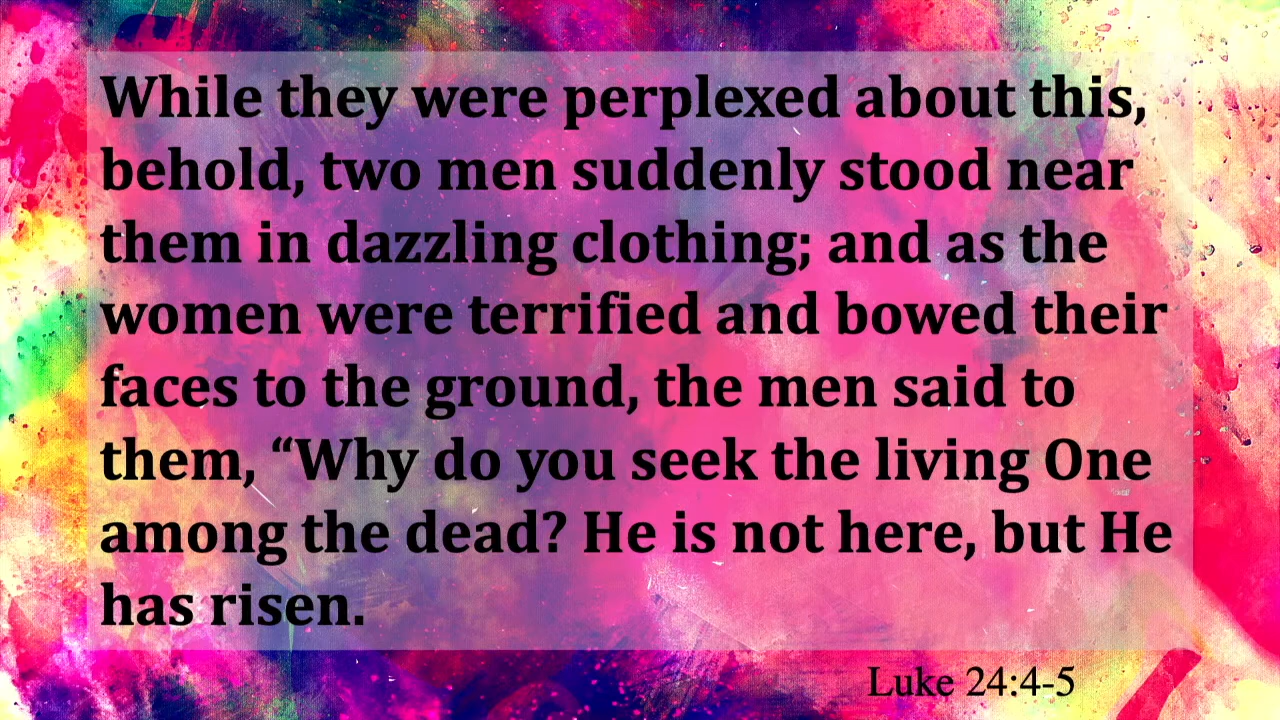 While they were perplexed about this,
behold, two men suddenly stood near
them in dazzling clothing; and as the
women were terrified and bowed their
faces to the ground, the men said to
them, “Why do you seek the living One
among the dead? He is not here, but He
has risen.
Luke 24:4-5